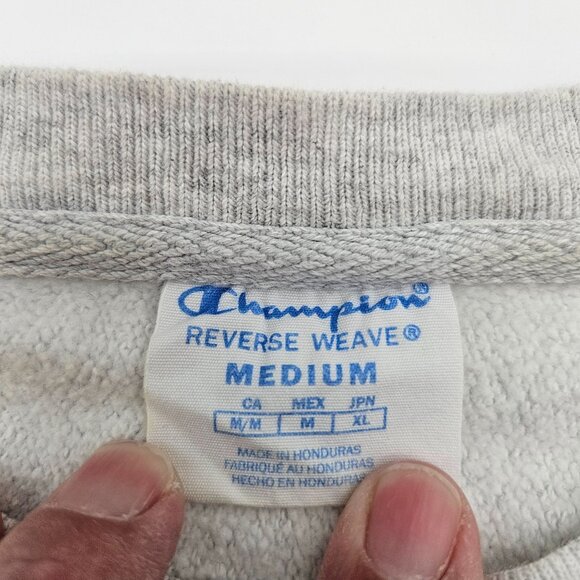 Champion®
REVERSE WEAVE®
MEDIUM
CA MEX JPN
M/M M XL
MADE IN HONDURAS
FABRIQUÉ AU HONDURAS
HECHO EN HONDURAS